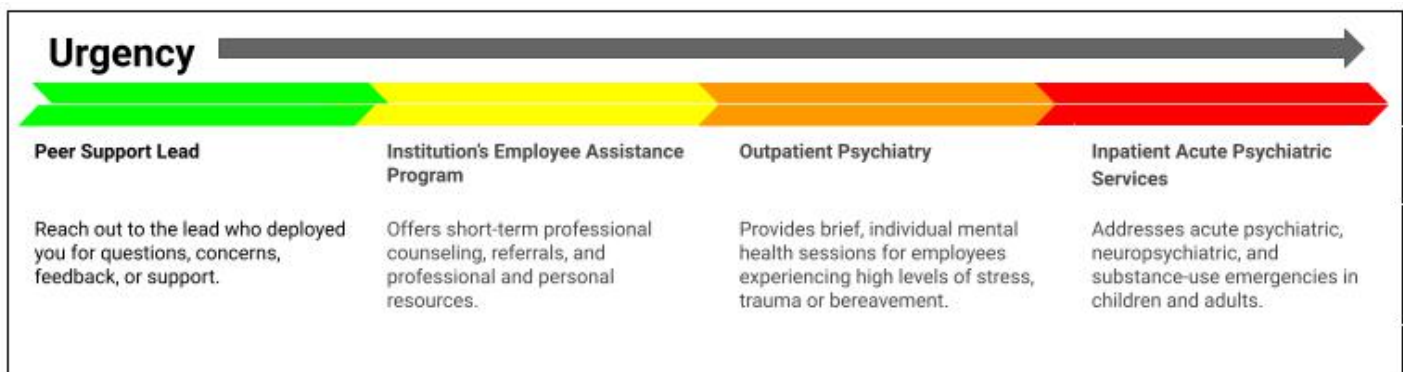 Urgency
Peer Support Lead
Reach out to the lead who deployed
you for questions, concerns,
feedback, or support.
Institution's Employee Assistance
Program
Offers short-term professional
counseling, referrals, and
professional and personal
resources.
Outpatient Psychiatry
Provides brief, individual mental
health sessions for employees
experiencing high levels of stress,
trauma or bereavement.
Inpatient Acute Psychiatric
Services
Addresses acute psychiatric,
neuropsychiatric, and
substance-use emergencies in
children and adults.